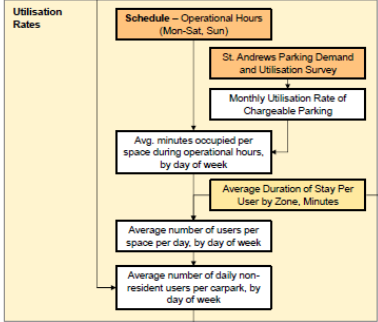 Utilisation
Rates
Schedule – Operational Hours
(Mon-Sat, Sun)
St. Andrews Parking Demand
and Utilisation Survey
Monthly Utilisation Rate of
Chargeable Parking
Avg. minutes occupied per
space during operational hours,
by day of week
Average Duration of Stay Per
User by Zone, Minutes
Average number of users per
space per day, by day of week
Average number of daily non-
resident users per carpark, by
day of week